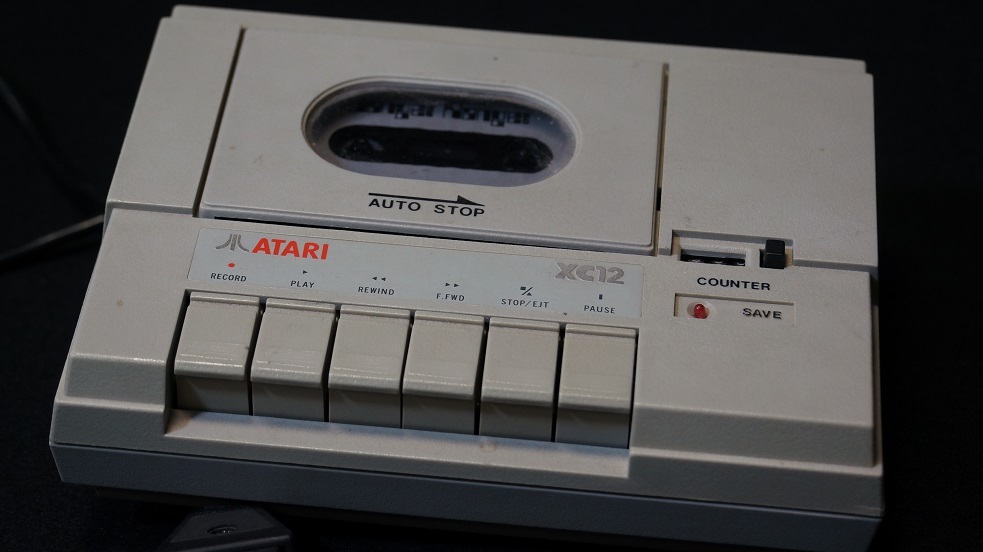 AUTO STOP
ATARI XC12
RECORD PLAY REWIND F.FWD STOP/EJT PAUSE
COUNTER
SAVE